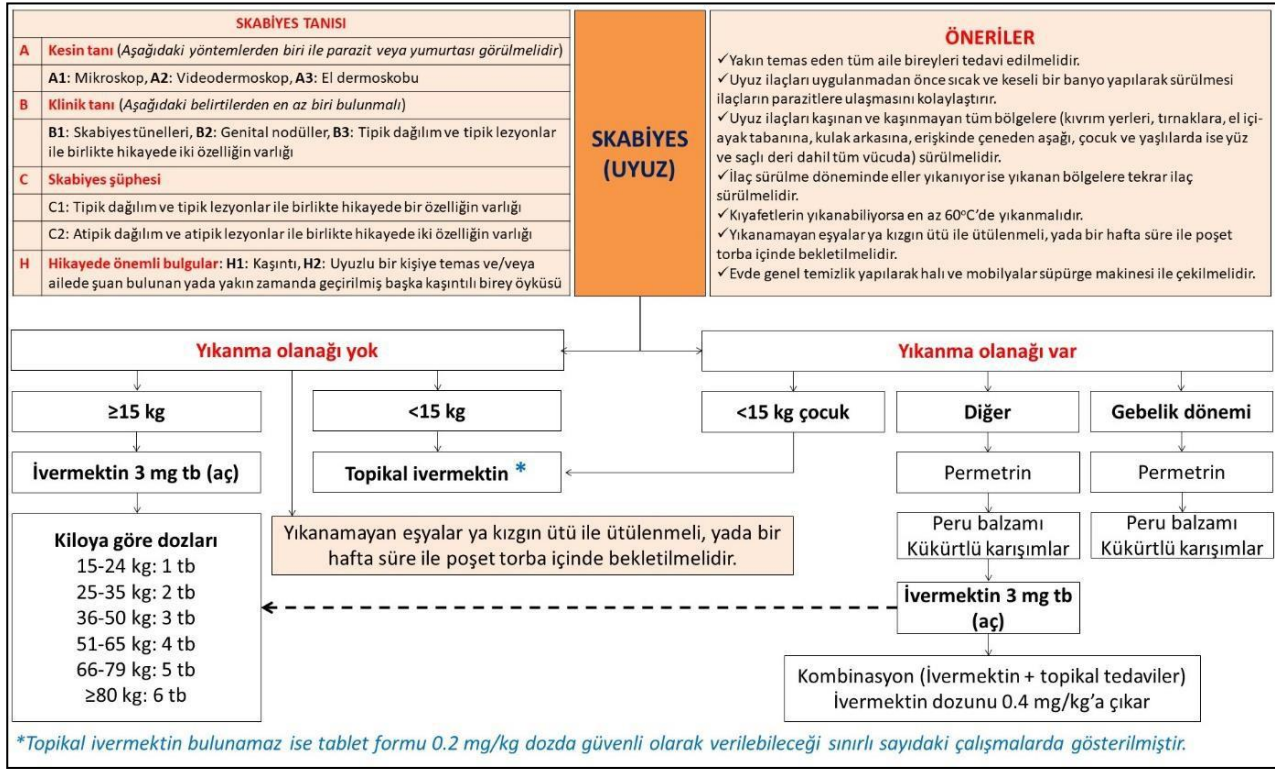 SKABİYES TANISI
A Kesin tanı (Aşağıdaki yöntemlerden biri ile parazit veya yumurtası görülmelidir)
A1: Mikroskop, A2: Videodermoskop, A3: El dermoskobu
B Klinik tanı (Aşağıdaki belirtilerden en az biri bulunmalı)
B1: Skabiyes tünelleri, B2: Genital nodüller, B3: Tipik dağılım ve tipik lezyonlar
ile birlikte hikayede iki özelliğin varlığı
C Skabiyes şüphesi
C1: Tipik dağılım ve tipik lezyonlar ile birlikte hikayede bir özelliğin varlığı
C2: Atipik dağılım ve atipik lezyonlar ile birlikte hikayede iki özelliğin varlığı
H Hikayede önemli bulgular: H1: Kaşıntı, H2: Uyuzlu bir kişiye temas ve/veya
ailede şuan bulunan yada yakın zamanda geçirilmiş başka kaşıntılı birey öyküsü
SKABİYES
(UYUZ)
ÖNERİLER
✓Yakın temas eden tüm aile bireyleri tedavi edilmelidir.
✓Uyuz ilaçları uygulanmadan önce sıcak ve keseli bir banyo yapılarak sürülmesi
ilaçların parazitlere ulaşmasını kolaylaştırır.
✓Uyuz ilaçları kaşınan ve kaşınmayan tüm bölgelere (kıvrım yerleri, tırnaklara, el içi-
ayak tabanına, kulak arkasına, erişkinde çeneden aşağı, çocuk ve yaşlılarda ise yüz
ve saçlı deri dahil tüm vücuda) sürülmelidir.
✓İlaç sürülme döneminde eller yıkanıyor ise yıkanan bölgelere tekrar ilaç
sürülmelidir.
✓Kıyafetlerin yıkanabiliyorsa en az 60°C'de yıkanmalıdır.
✓Yıkanamayan eşyalar ya kızgın ütü ile ütülenmeli, yada bir hafta süre ile poşet
torba içinde bekletilmelidir.
✓Evde genel temizlik yapılarak halı ve mobilyalar süpürge makinesi ile çekilmelidir.
Yıkanma olanağı yok
Yıkanma olanağı var
≥15 kg
<15 kg
<15 kg çocuk
Diğer
Gebelik dönemi
İvermektin 3 mg tb (aç)
Topikal ivermektin *
Permetrin
Permetrin
Kiloya göre dozları
15-24 kg: 1 tb
25-35 kg: 2 tb
36-50 kg: 3 tb
51-65 kg: 4 tb
66-79 kg: 5 tb
≥80 kg: 6 tb
Yıkanamayan eşyalar ya kızgın ütü ile ütülenmeli, yada bir
hafta süre ile poşet torba içinde bekletilmelidir.
Peru balzamı
Kükürtlü karışımlar
Peru balzamı
Kükürtlü karışımlar
İvermektin 3 mg tb
(aç)
Kombinasyon (İvermektin + topikal tedaviler)
İvermektin dozunu 0.4 mg/kg'a çıkar
*Topikal ivermektin bulunamaz ise tablet formu 0.2 mg/kg dozda güvenli olarak verilebileceği sınırlı sayıdaki çalışmalarda gösterilmiştir.